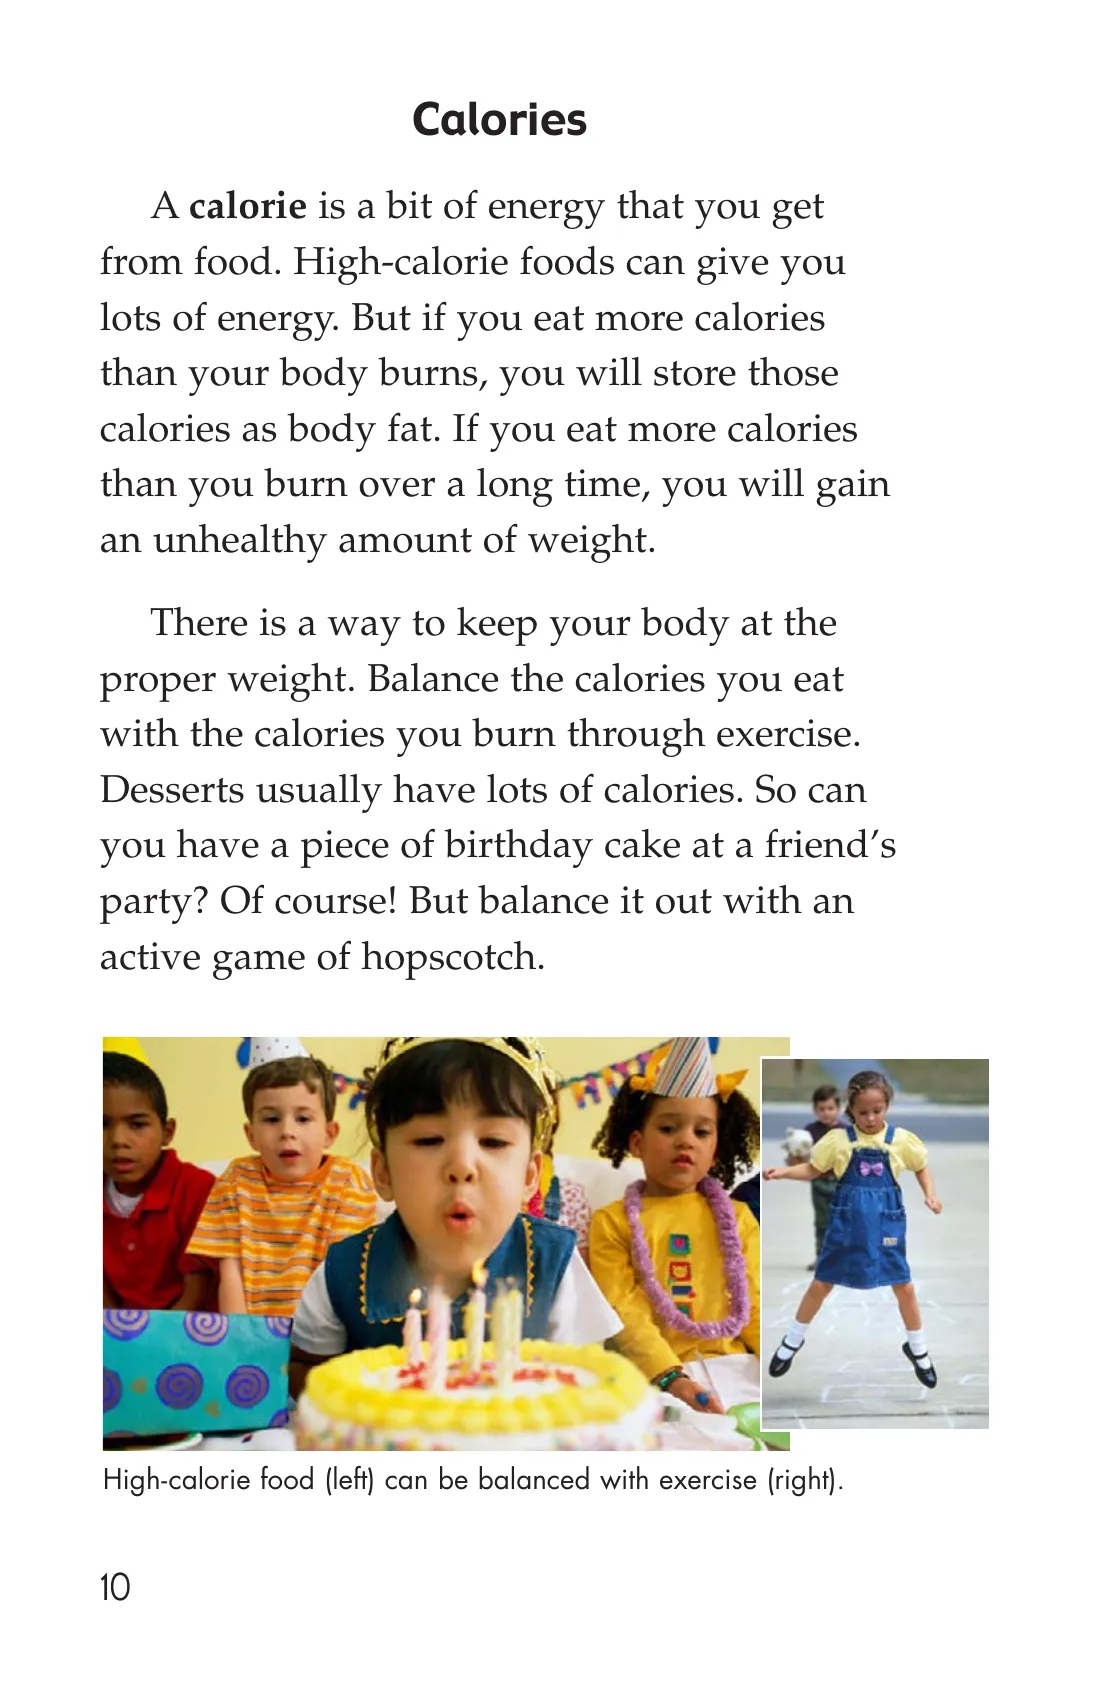 Calories
A calorie is a bit of energy that you get
from food. High-calorie foods can give you
lots of energy. But if you eat more calories
than your body burns, you will store those
calories as body fat. If you eat more calories
than you burn over a long time, you will gain
an unhealthy amount of weight.
There is a way to keep your body at the
proper weight. Balance the calories you eat
with the calories you burn through exercise.
Desserts usually have lots of calories. So can
you have a piece of birthday cake at a friend’s
party? Of course! But balance it out with an
active game of hopscotch.
High-calorie food (left) can be balanced with exercise (right).
10